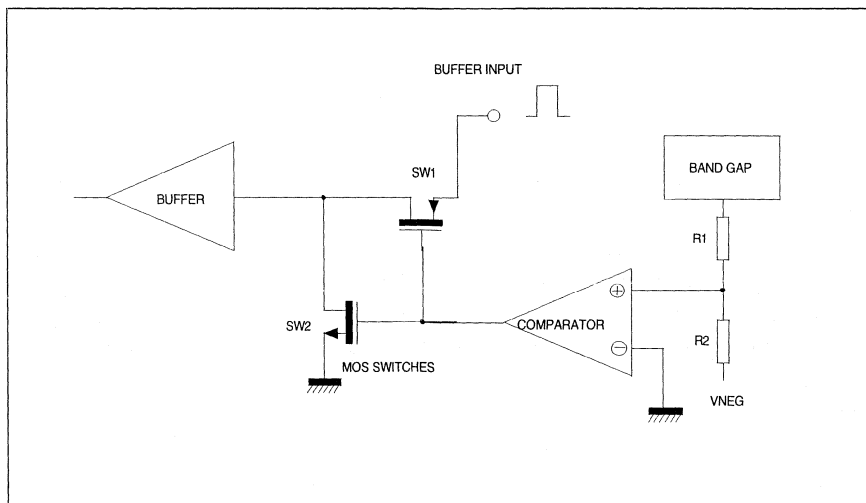 BUFFER INPUT
BAND GAP
SW1
BUFFER
R1
+
COMPARATOR
SW2
R2
−
MOS SWITCHES
VNEG